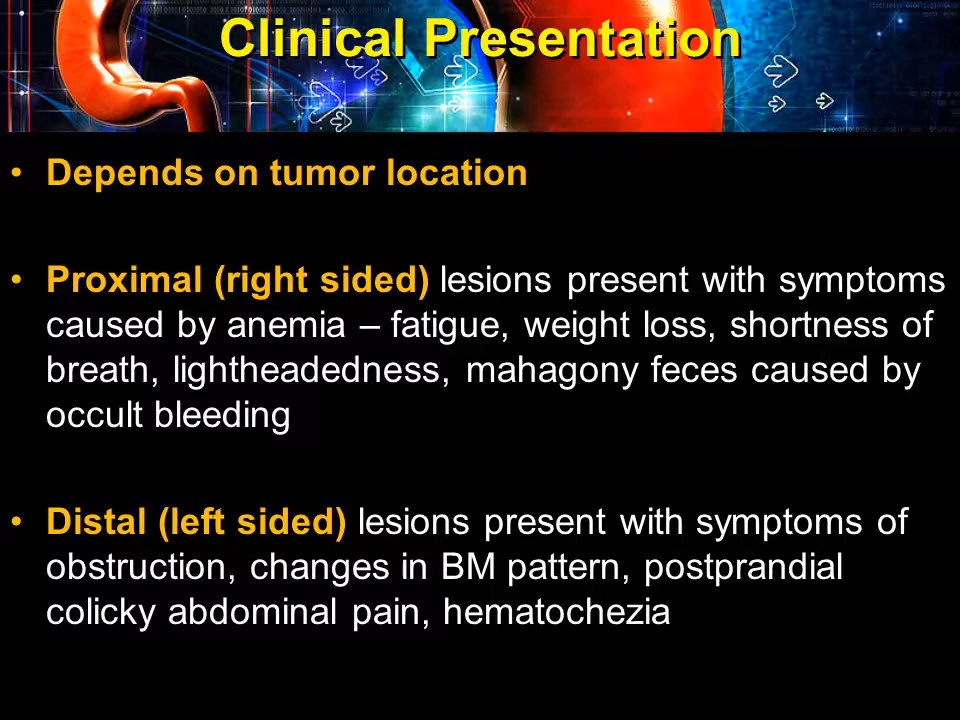 Clinical Presentation
• Depends on tumor location
• Proximal (right sided) lesions present with symptoms
caused by anemia – fatigue, weight loss, shortness of
breath, lightheadedness, mahagony feces caused by
occult bleeding
• Distal (left sided) lesions present with symptoms of
obstruction, changes in BM pattern, postprandial
colicky abdominal pain, hematochezia